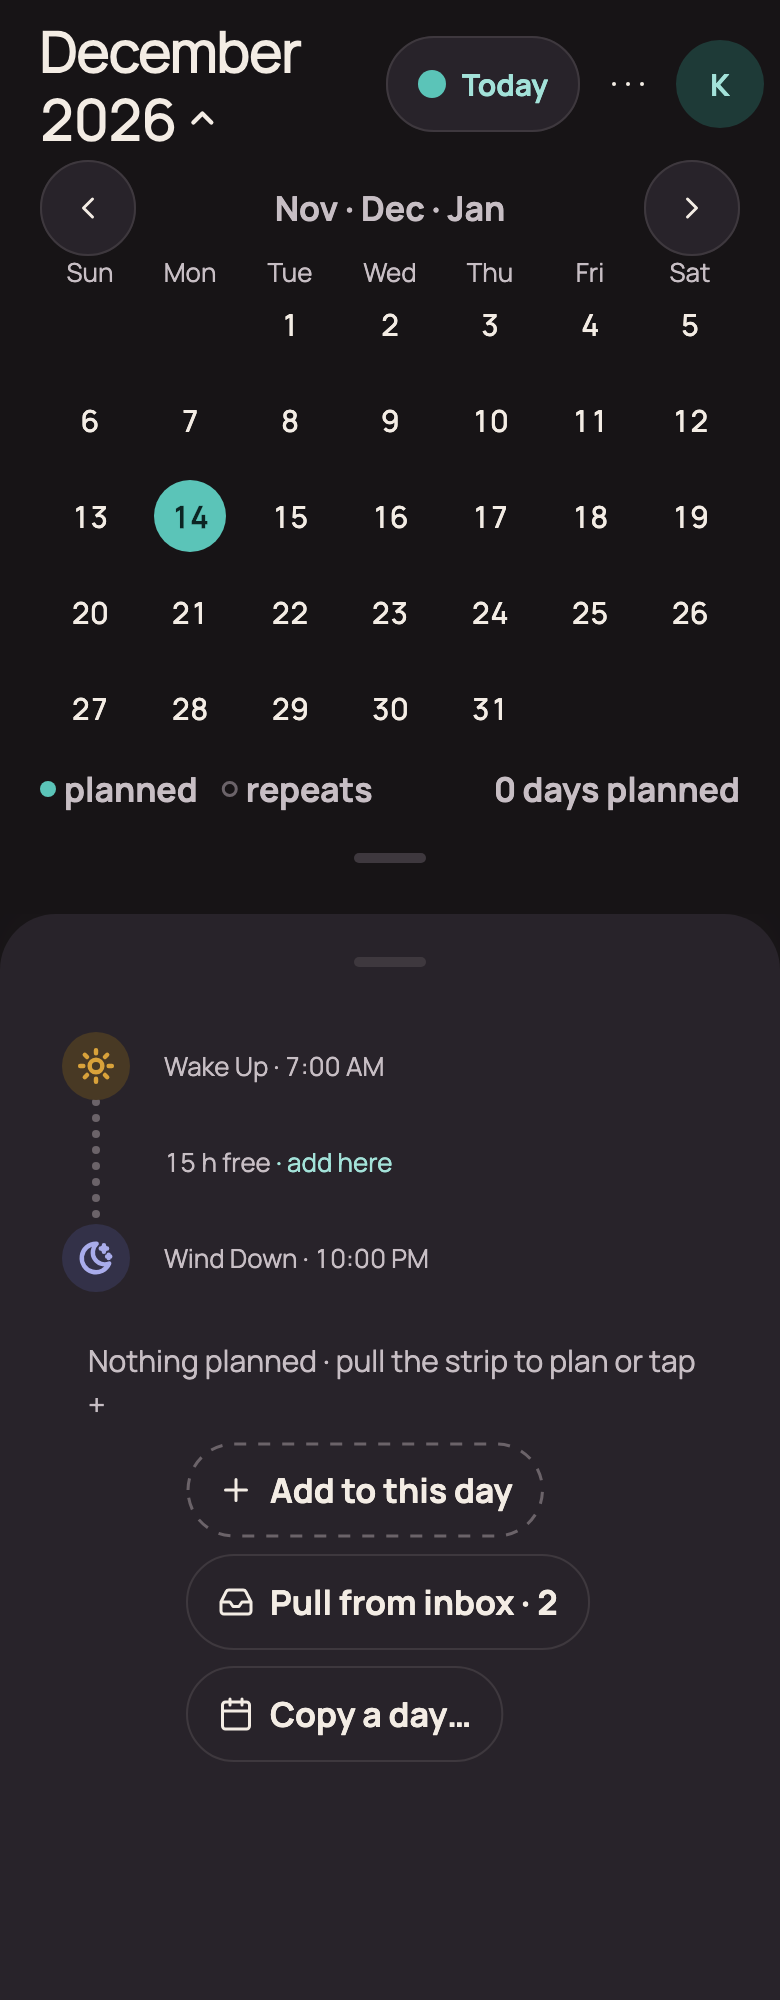 December
2026
Today
...
K
Nov · Dec · Jan
Sun Mon Tue Wed Thu Fri Sat
1 2 3 4 5
6 7 8 9 10 11 12
13 14 15 16 17 18 19
20 21 22 23 24 25 26
27 28 29 30 31
planned repeats 0 days planned
Wake Up · 7:00 AM
15 h free · add here
Wind Down · 10:00 PM
Nothing planned · pull the strip to plan or tap
+
+ Add to this day
Pull from inbox · 2
Copy a day...